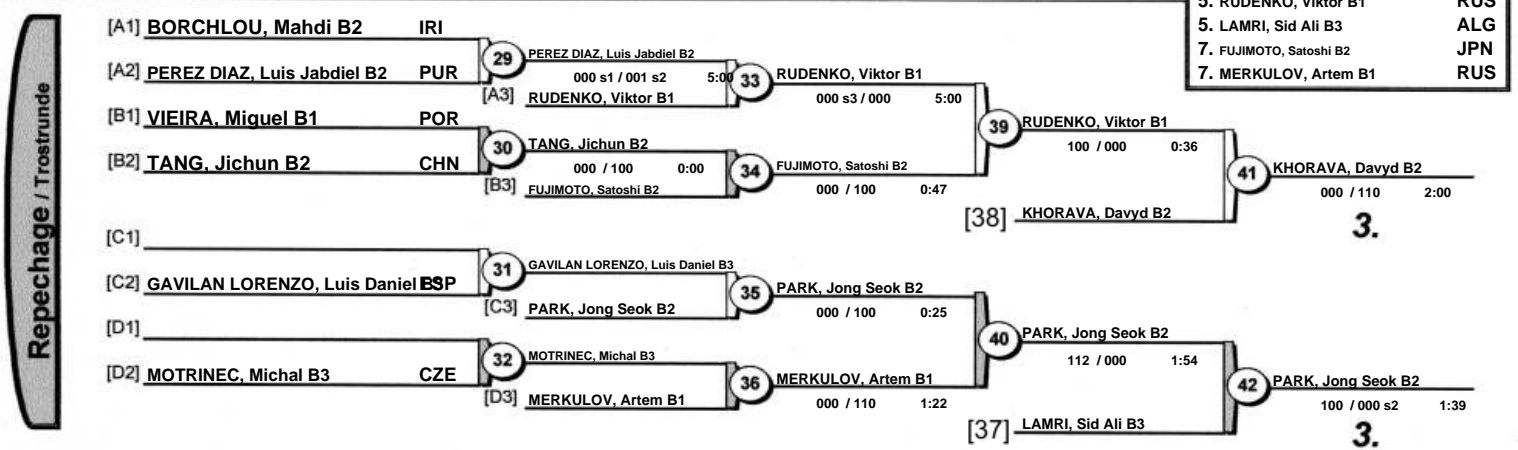 5. RUDENKO, Viktor B1 RUS
5. LAMRI, Sid Ali B3 ALG
7. FUJIMOTO, Satoshi B2 JPN
7. MERKULOV, Artem B1 RUS
Repechage / Trostrunde
[A1] BORCHLOU, Mahdi B2 IRI
[A2] PEREZ DIAZ, Luis Jabdiel B2 PUR
29
PEREZ DIAZ, Luis Jabdiel B2
000 s1 / 001 s2 5:00
[A3] RUDENKO, Viktor B1
33
RUDENKO, Viktor B1
000 s3 / 000 5:00
[B1] VIEIRA, Miguel B1 POR
[B2] TANG, Jichun B2 CHN
30
TANG, Jichun B2
000 / 100 0:00
[B3] FUJIMOTO, Satoshi B2
34
FUJIMOTO, Satoshi B2
000 / 100 0:47
39
RUDENKO, Viktor B1
100 / 000 0:36
[38] KHORAVA, Davyd B2
41
KHORAVA, Davyd B2
000 / 110 2:00
3.
[C1]
[C2] GAVILAN LORENZO, Luis Daniel B3 ESP
31
GAVILAN LORENZO, Luis Daniel B3
[C3] PARK, Jong Seok B2
35
PARK, Jong Seok B2
000 / 100 0:25
[D1]
[D2] MOTRINEC, Michal B3 CZE
32
MOTRINEC, Michal B3
[D3] MERKULOV, Artem B1
36
MERKULOV, Artem B1
000 / 110 1:22
40
PARK, Jong Seok B2
112 / 000 1:54
[37] LAMRI, Sid Ali B3
42
PARK, Jong Seok B2
100 / 000 s2 1:39
3.